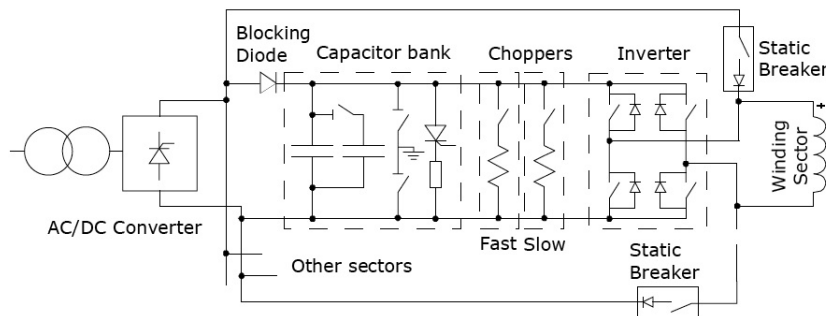 Blocking
Diode
Capacitor bank
Choppers
Inverter
Static
Breaker
+
Winding
Sector
AC/DC Converter
Fast Slow
Other sectors
Static
Breaker